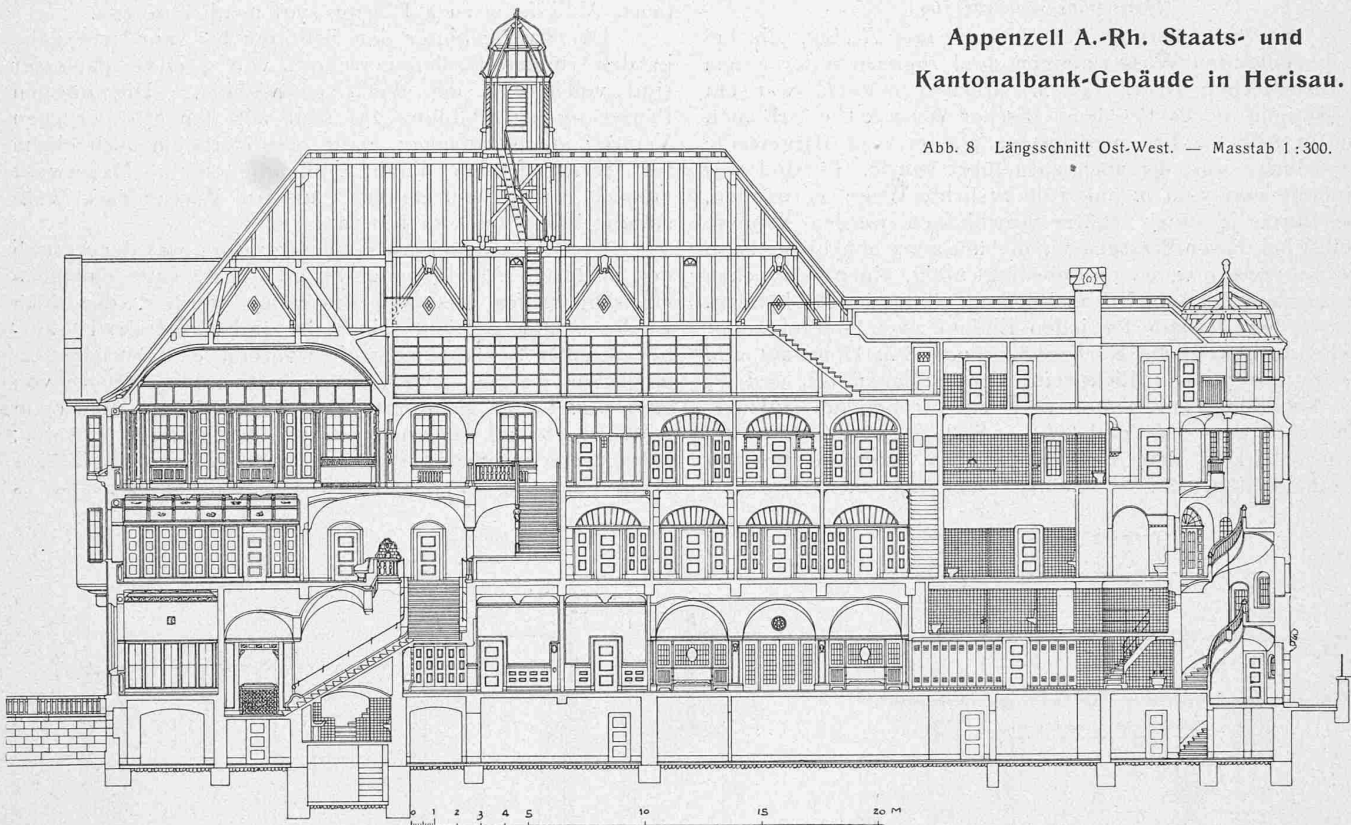 Appenzell A.-Rh. Staats- und
Kantonalbank-Gebäude in Herisau.
Abb. 8 Längsschnitt Ost-West. — Masstab 1 : 300.
0 1 2 3 4 5 10 15 20 M